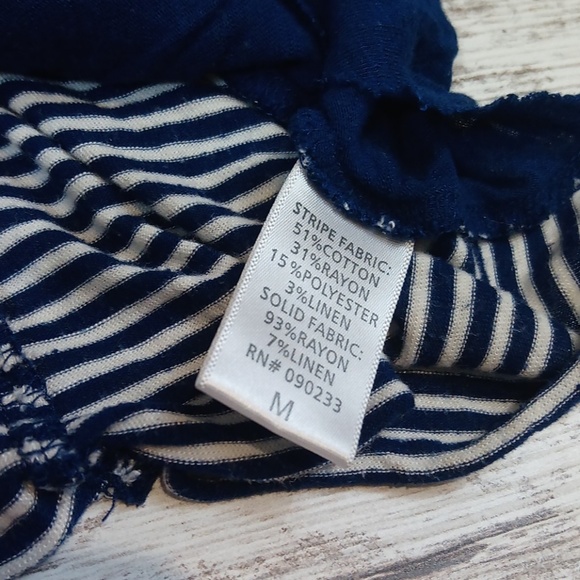 STRIPE FABRIC:
51%COTTON
31%RAYON
15%POLYESTER
3%LINEN
SOLID FABRIC:
93%RAYON
7%LINEN
RN# 090233
M